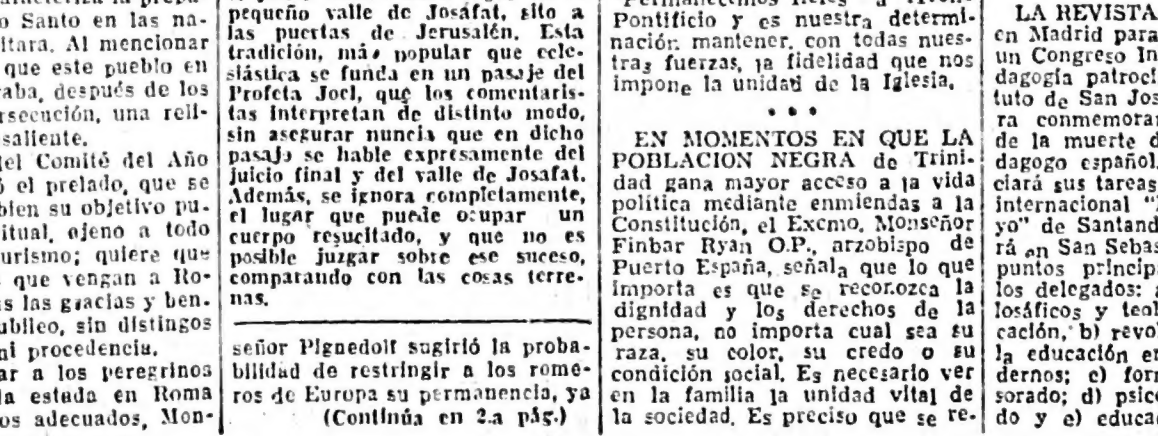 o Santo en las na-
ltara. Al mencionar
que este pueblo en
raba, después de los
rsecución, una reli-
saliente.
del Comité del Año
ó el prelado, que se
bien su objetivo pu-
itual, ajeno a todo
urismo; quiere que
que vengan a Ro-
as las gracias y ben-
ubileo, sin distingos
ni procedencia.
ar a los peregrinos
la estada en Roma
os adecuados, Mon-
pequeño valle de Josáfat, sito a
las puertas de Jerusalén. Esta
tradición, más popular que ecle-
siástica se funda en un pasaje del
Profeta Joel, que los comentaris-
tas interpretan de distinto modo,
sin asegurar nunca que en dicho
pasaje se hable expresamente del
juicio final y del valle de Josafat.
Además, se ignora completamente,
el lugar que puede ocupar un
cuerpo resucitado, y que no es
posible juzgar sobre ese suceso,
comparando con las cosas terre-
nas.
señor Pignedoli sugirió la proba-
bilidad de restringir a los rome-
ros de Europa su permanencia, ya
(Continúa en 2.a pág.)
Pontificio y es nuestra determi-
nación mantener, con todas nues-
tras fuerzas, la fidelidad que nos
impone la unidad de la Iglesia.
* * *
EN MOMENTOS EN QUE LA
POBLACION NEGRA de Trini-
dad gana mayor acceso a la vida
política mediante enmiendas a la
Constitución, el Excmo. Monseñor
Finbar Ryan O.P., arzobispo de
Puerto España, señala que lo que
importa es que se reconozca la
dignidad y los derechos de la
persona, no importa cual sea su
raza, su color, su credo o su
condición social. Es necesario ver
en la familia la unidad vital de
la sociedad. Es preciso que se re-
LA REVISTA
en Madrid para
un Congreso In
dagogía patroci
tuto de San Jos
ra conmemorar
de la muerte d
dagogo español.
ciará sus tareas
internacional "
yo" de Santand
rá en San Sebas
puntos princip
los delegados:
losáficos y teol
cación, b) revol
la educación en
dernos; c) for
sorado; d) psic
do y e) educa